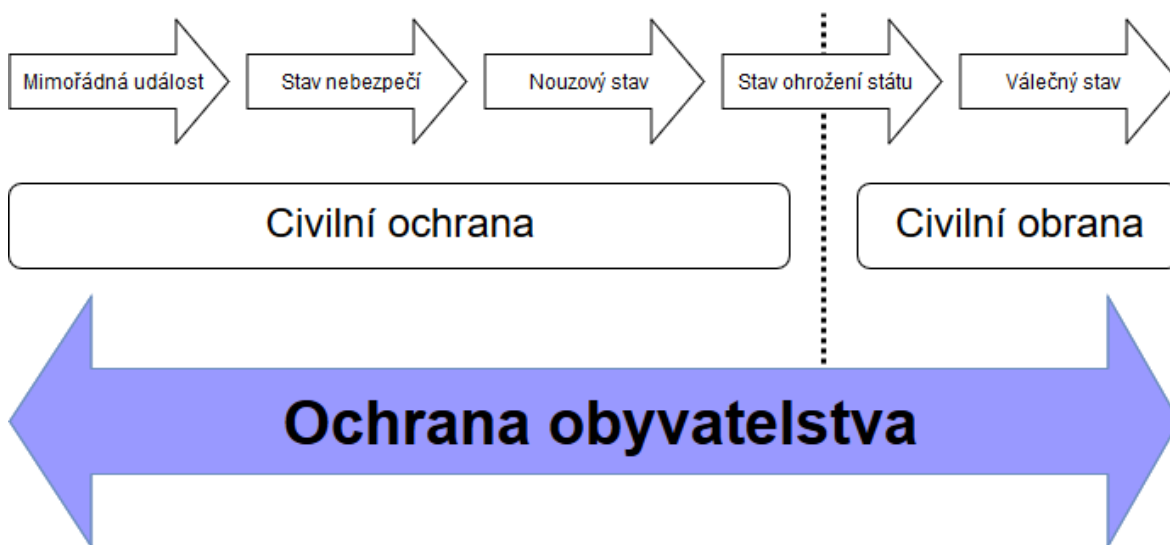 Mimořádná událost
Stav nebezpečí
Nouzový stav
Stav ohrožení státu
Válečný stav
Civilní ochrana
Civilní obrana
Ochrana obyvatelstva